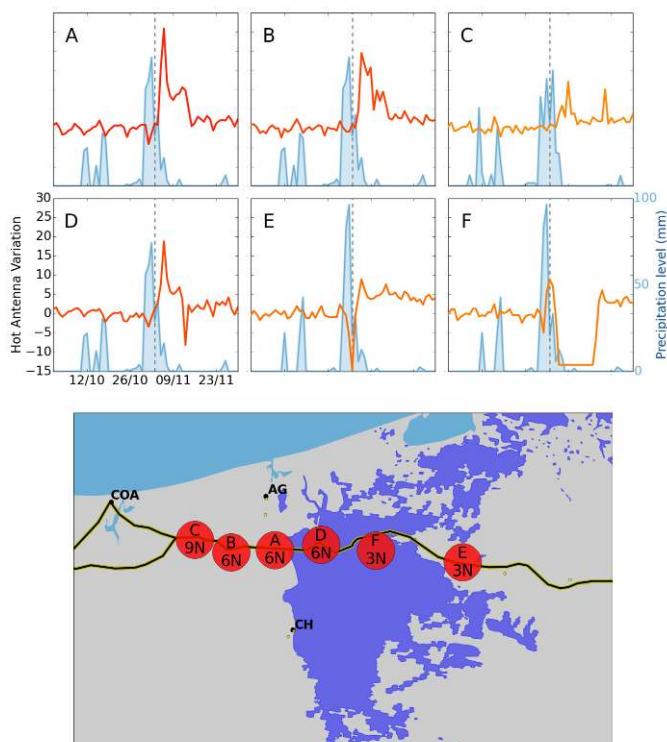 A
B
C
D
E
F
Hot Antenna Variation
30
25
20
15
10
5
0
−5
−10
−15
12/10 26/10 09/11 23/11
100
50
0
Precipitation level (mm)
COA
AG
C
9N
B
6N
A
6N
D
6N
F
3N
E
3N
CH